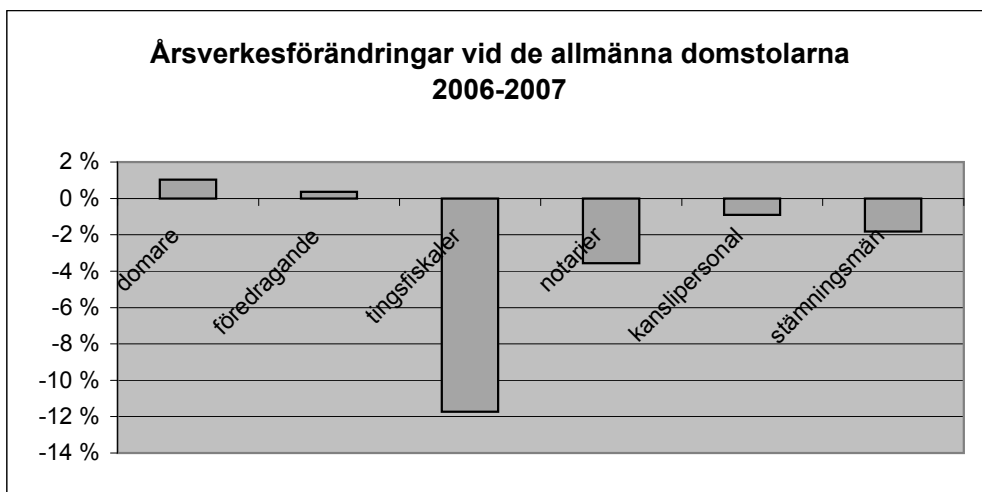 Årsverkesförändringar vid de allmänna domstolarna
2006-2007
2 %
0 %
-2 %
-4 %
-6 %
-8 %
-10 %
-12 %
-14 %
domare
föredragande
tingsfiskaler
notarier
kanslipersonal
stämningsmän